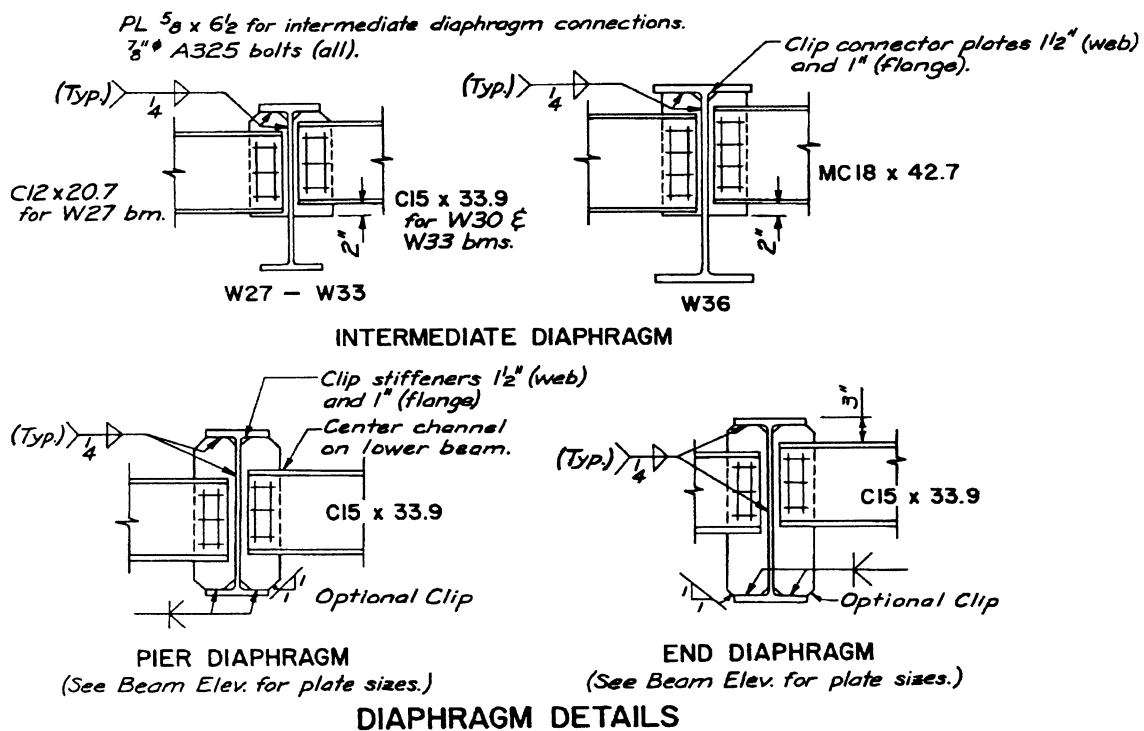 PL 5/8 x 6 1/2 for intermediate diaphragm connections.
7/8"ϕ A325 bolts (all).
Clip connector plates 1 1/2" (web)
and 1" (flange).
(Typ.)
1/4
(Typ.)
1/4
C12 x 20.7
for W27 bm.
C15 x 33.9
for W30 &
W33 bms.
2"
MC18 x 42.7
2"
W27 – W33
W36
INTERMEDIATE DIAPHRAGM
Clip stiffeners 1 1/2" (web)
and 1" (flange)
(Typ.)
1/4
Center channel
on lower beam.
C15 x 33.9
1
1
Optional Clip
3"
(Typ.)
1/4
C15 x 33.9
1
1
Optional Clip
PIER DIAPHRAGM
(See Beam Elev. for plate sizes.)
END DIAPHRAGM
(See Beam Elev. for plate sizes.)
DIAPHRAGM DETAILS